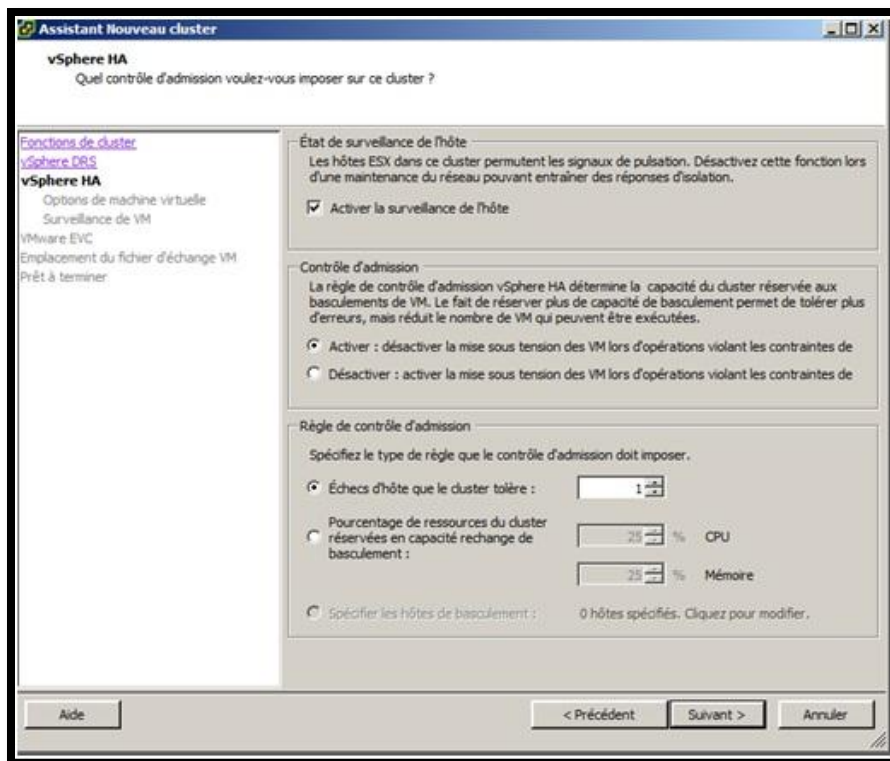 Assistant Nouveau cluster
vSphere HA
Quel contrôle d'admission voulez-vous imposer sur ce cluster ?
Fonctions de cluster
vSphere DRS
vSphere HA
Options de machine virtuelle
Surveillance de VM
VMware EVC
Emplacement du fichier d'échange VM
Prêt à terminer
État de surveillance de l'hôte
Les hôtes ESX dans ce cluster permutent les signaux de pulsation. Désactivez cette fonction lors
d'une maintenance du réseau pouvant entraîner des réponses d'isolation.
Activer la surveillance de l'hôte
Contrôle d'admission
La règle de contrôle d'admission vSphere HA détermine la capacité du cluster réservée aux
basculements de VM. Le fait de réserver plus de capacité de basculement permet de tolérer plus
d'erreurs, mais réduit le nombre de VM qui peuvent être exécutées.
Activer : désactiver la mise sous tension des VM lors d'opérations violant les contraintes de
Désactiver : activer la mise sous tension des VM lors d'opérations violant les contraintes de
Règle de contrôle d'admission
Spécifiez le type de règle que le contrôle d'admission doit imposer.
Échecs d'hôte que le cluster tolère : 1
Pourcentage de ressources du cluster
réservées en capacité rechange de
basculement :
25 % CPU
25 % Mémoire
Spécifier les hôtes de basculement : 0 hôtes spécifiés. Cliquez pour modifier.
Aide < Précédent Suivant > Annuler